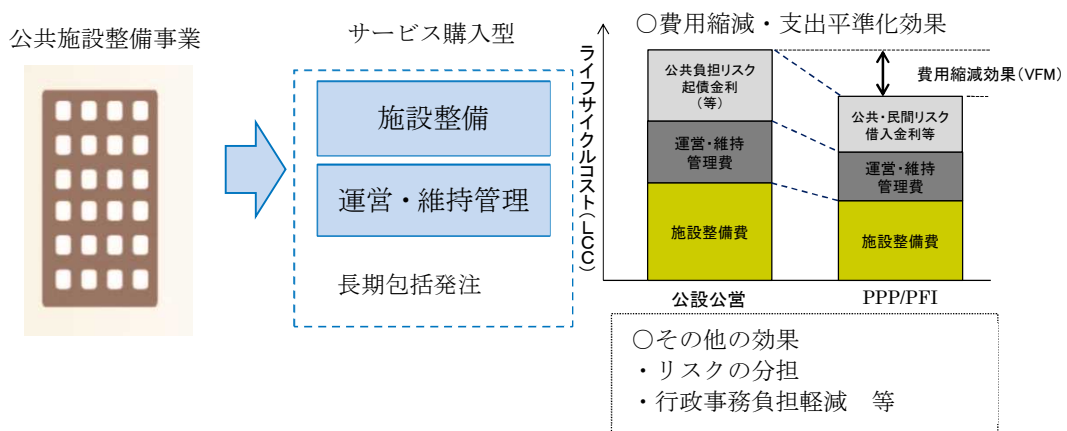 公共施設整備事業
サービス購入型
施設整備
運営・維持管理
長期包括発注
○費用縮減・支出平準化効果
ライフサイクルコスト(LCC)
公共負担リスク
起債金利
(等)
運営・維持
管理費
施設整備費
公設公営
費用縮減効果(VFM)
公共・民間リスク
借入金利等
運営・維持
管理費
施設整備費
PPP/PFI
○その他の効果
・リスクの分担
・行政事務負担軽減　等